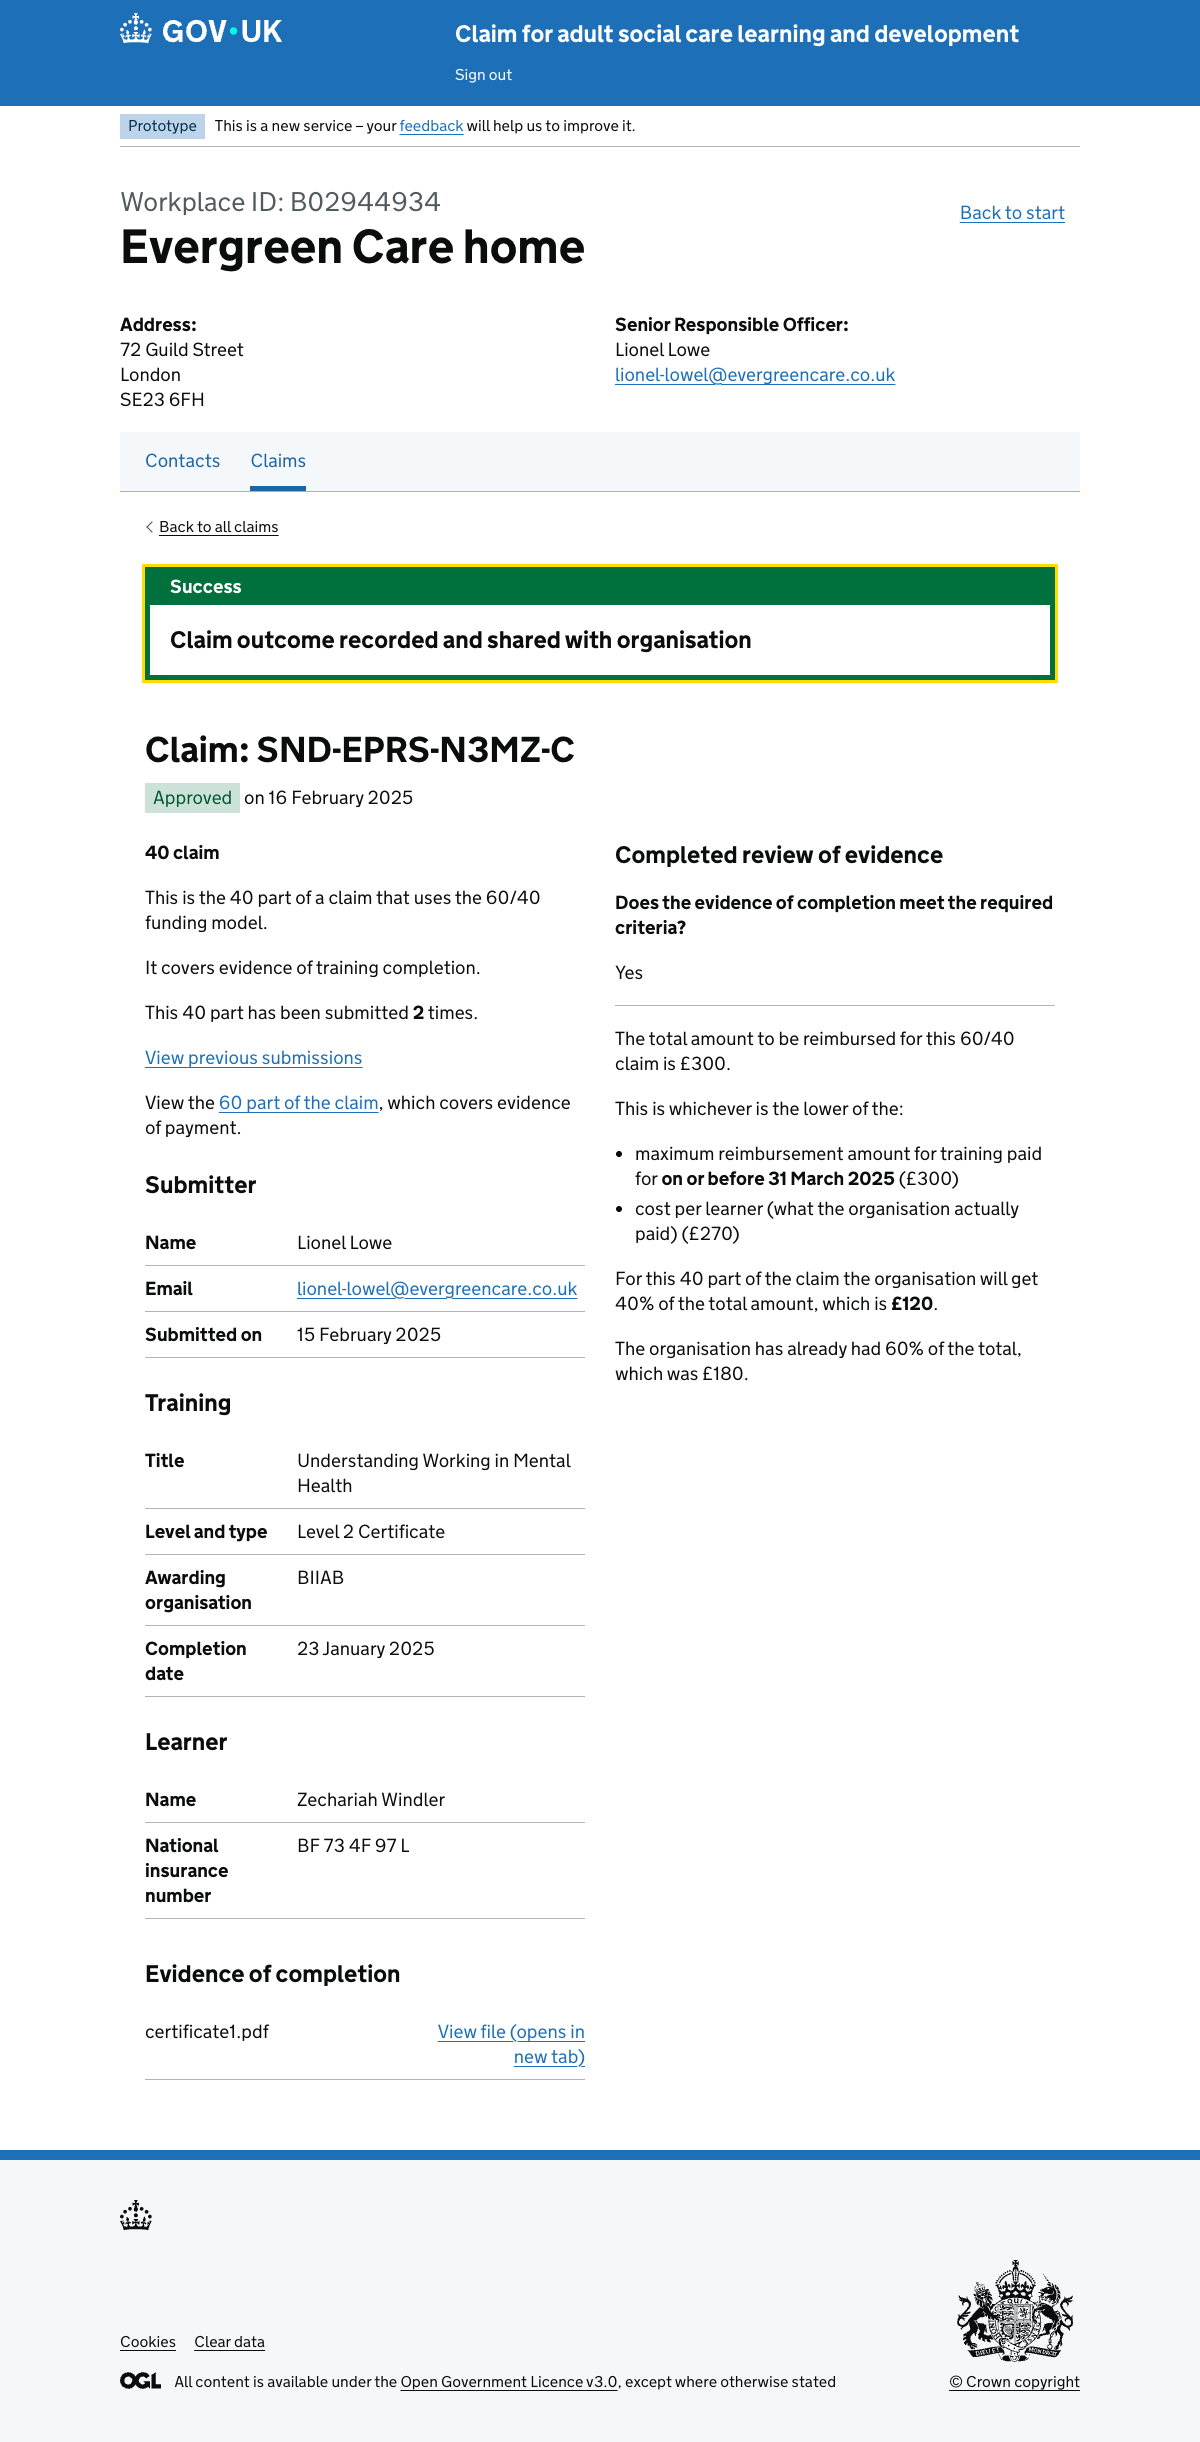 GOV·UK
Claim for adult social care learning and development
Sign out
Prototype
This is a new service – your feedback will help us to improve it.
Workplace ID: B02944934
Evergreen Care home
Back to start
Address:
72 Guild Street
London
SE23 6FH
Senior Responsible Officer:
Lionel Lowe
lionel-lowel@evergreencare.co.uk
Contacts
Claims
Back to all claims
Success
Claim outcome recorded and shared with organisation
Claim: SND-EPRS-N3MZ-C
Approved on 16 February 2025
40 claim
This is the 40 part of a claim that uses the 60/40
funding model.
It covers evidence of training completion.
This 40 part has been submitted 2 times.
View previous submissions
View the 60 part of the claim, which covers evidence
of payment.
Submitter
Name Lionel Lowe
Email lionel-lowel@evergreencare.co.uk
Submitted on 15 February 2025
Training
Title Understanding Working in Mental
Health
Level and type Level 2 Certificate
Awarding BIIAB
organisation
Completion 23 January 2025
date
Learner
Name Zechariah Windler
National BF 73 4F 97 L
insurance
number
Evidence of completion
certificate1.pdf View file (opens in
new tab)
Completed review of evidence
Does the evidence of completion meet the required
criteria?
Yes
The total amount to be reimbursed for this 60/40
claim is £300.
This is whichever is the lower of the:
• maximum reimbursement amount for training paid
for on or before 31 March 2025 (£300)
• cost per learner (what the organisation actually
paid) (£270)
For this 40 part of the claim the organisation will get
40% of the total amount, which is £120.
The organisation has already had 60% of the total,
which was £180.
Cookies
Clear data
OGL
All content is available under the Open Government Licence v3.0, except where otherwise stated
© Crown copyright